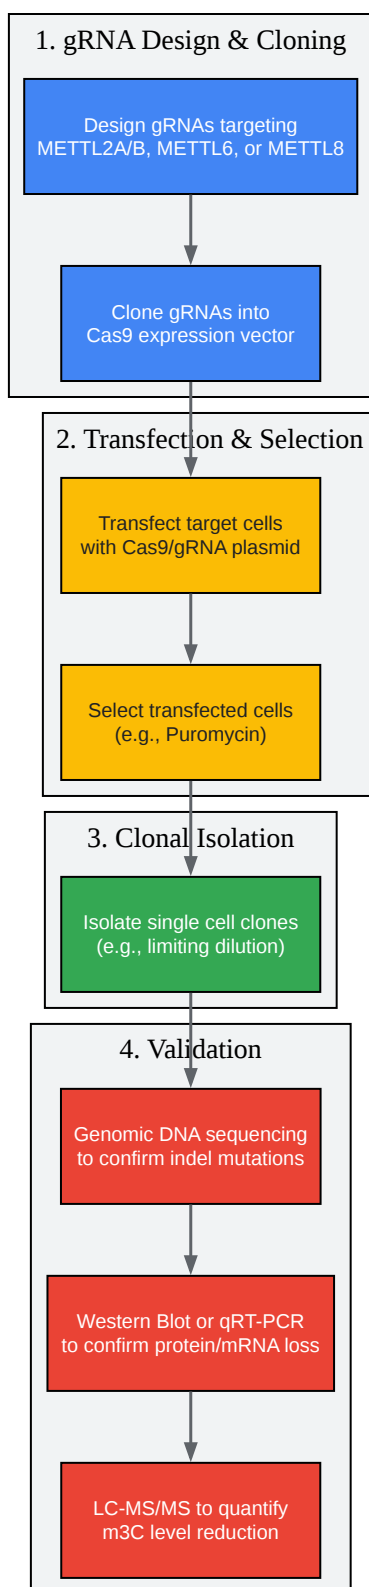 1. gRNA Design & Cloning
Design gRNAs targeting
METTL2A/B, METTL6, or METTL8
Clone gRNAs into
Cas9 expression vector
2. Transfection & Selection
Transfect target cells
with Cas9/gRNA plasmid
Select transfected cells
(e.g., Puromycin)
3. Clonal Isolation
Isolate single cell clones
(e.g., limiting dilution)
4. Validation
Genomic DNA sequencing
to confirm indel mutations
Western Blot or qRT-PCR
to confirm protein/mRNA loss
LC-MS/MS to quantify
m3C level reduction